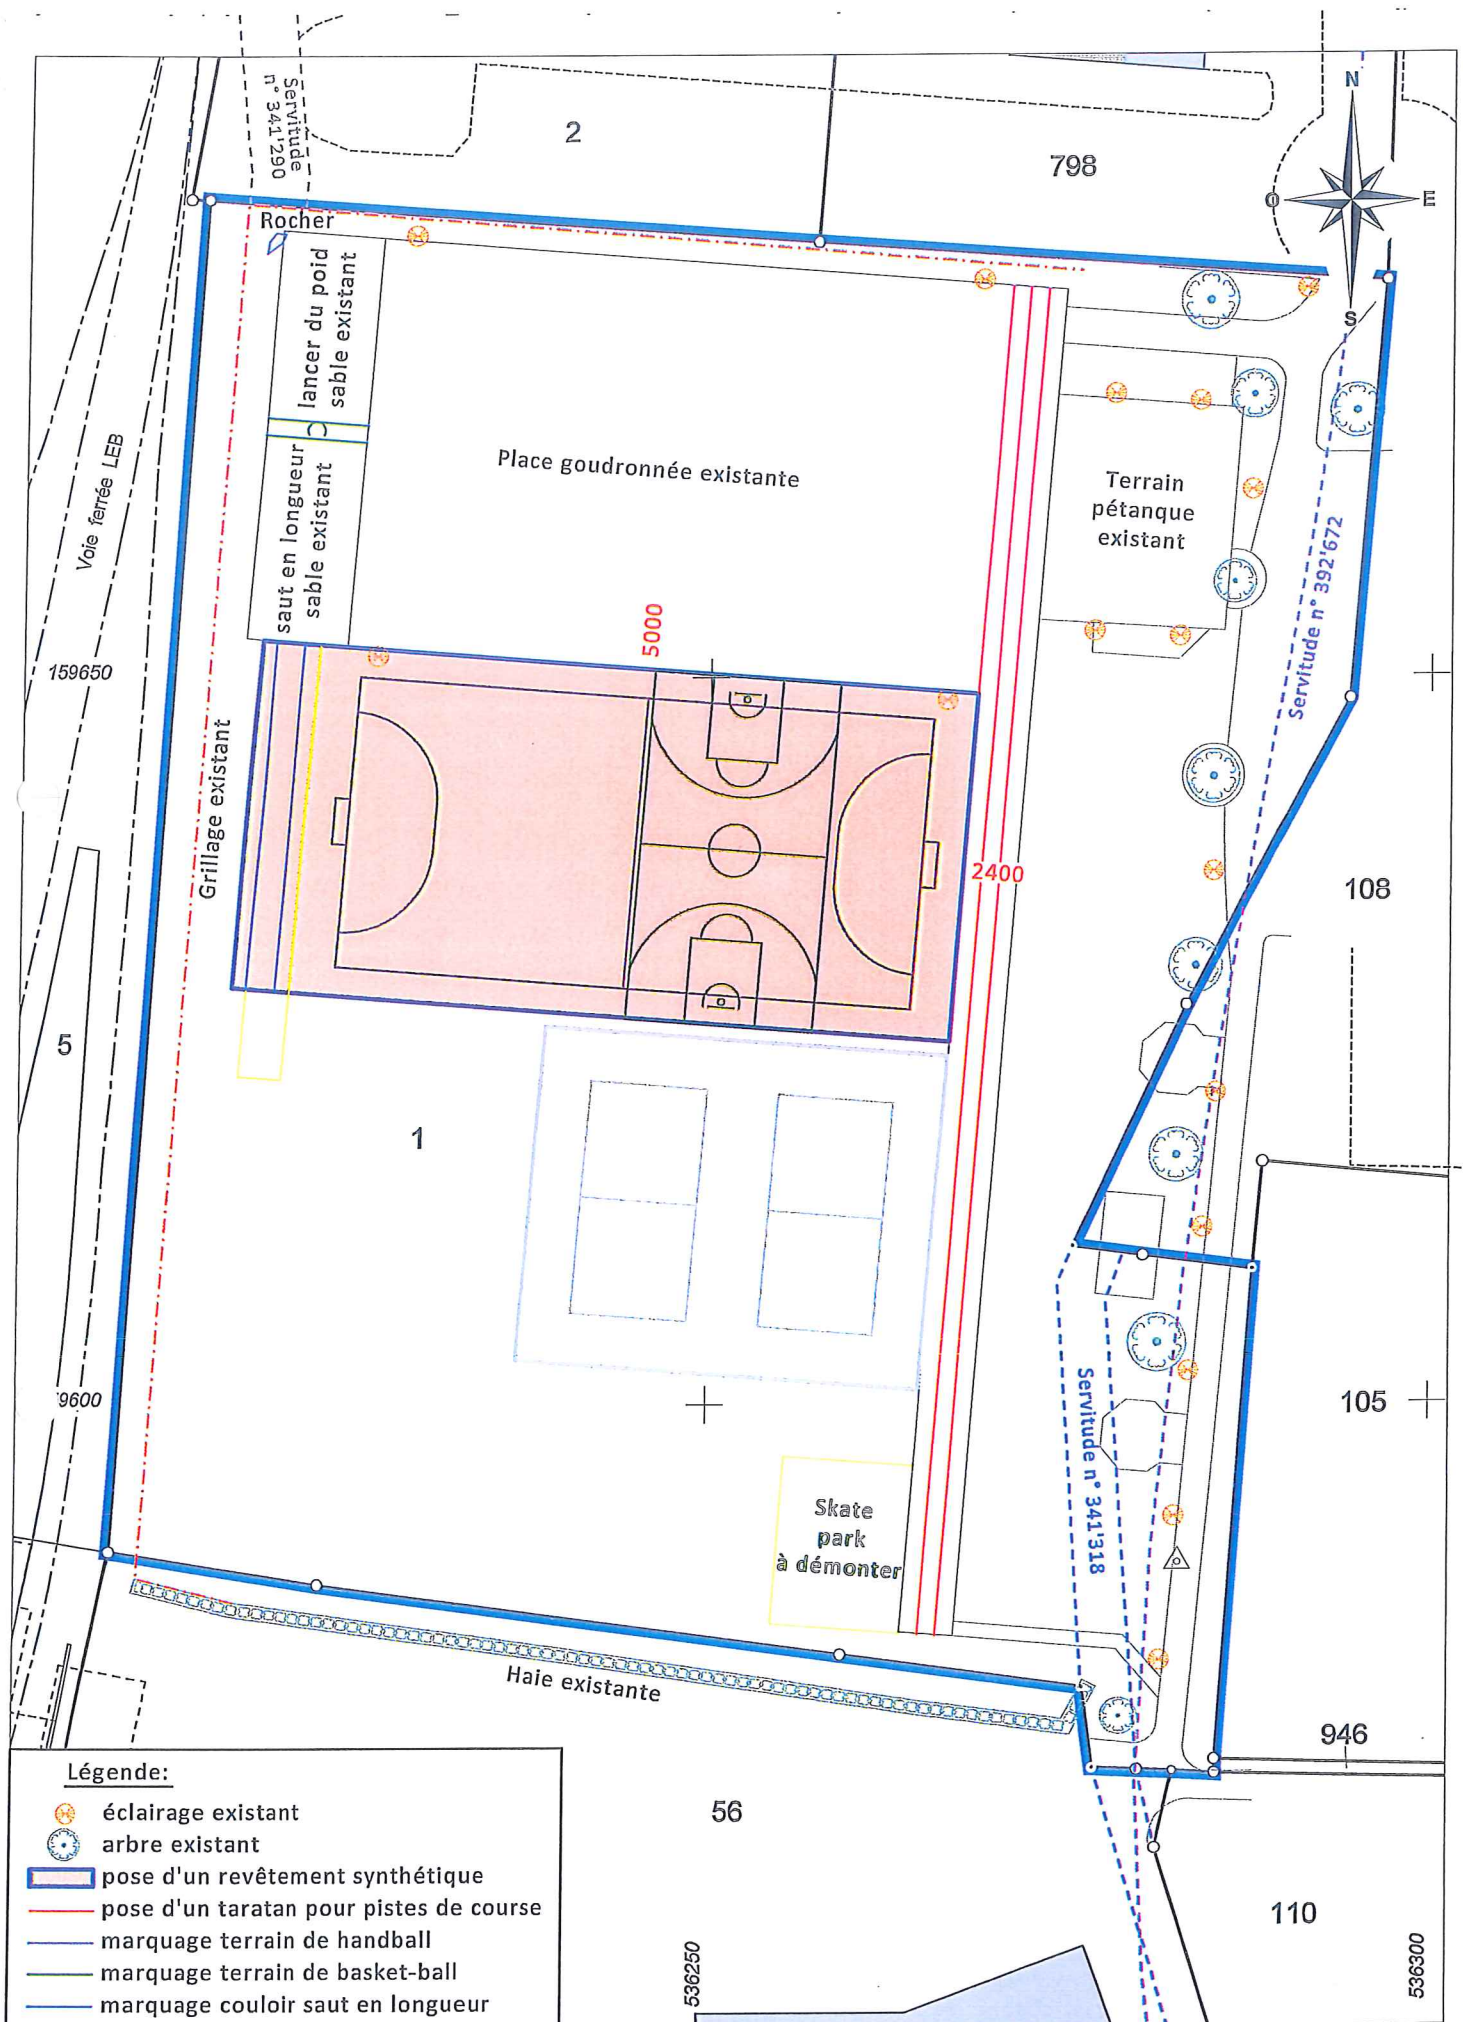 N
O
E
S
Servitude
n° 341'290
2
798
Rocher
lancer du poid
sable existant
Voie ferrée LEB
Place goudronnée existante
Terrain
pétanque
existant
saut en longueur
sable existant
Servitude n° 392'672
5000
159650
Grillage existant
2400
108
5
1
9600
105
Servitude n° 341'318
Skate
park
à démonter
Haie existante
946
Légende:
éclairage existant
arbre existant
pose d'un revêtement synthétique
pose d'un taratan pour pistes de course
marquage terrain de handball
marquage terrain de basket-ball
marquage couloir saut en longueur
56
110
536250
536300